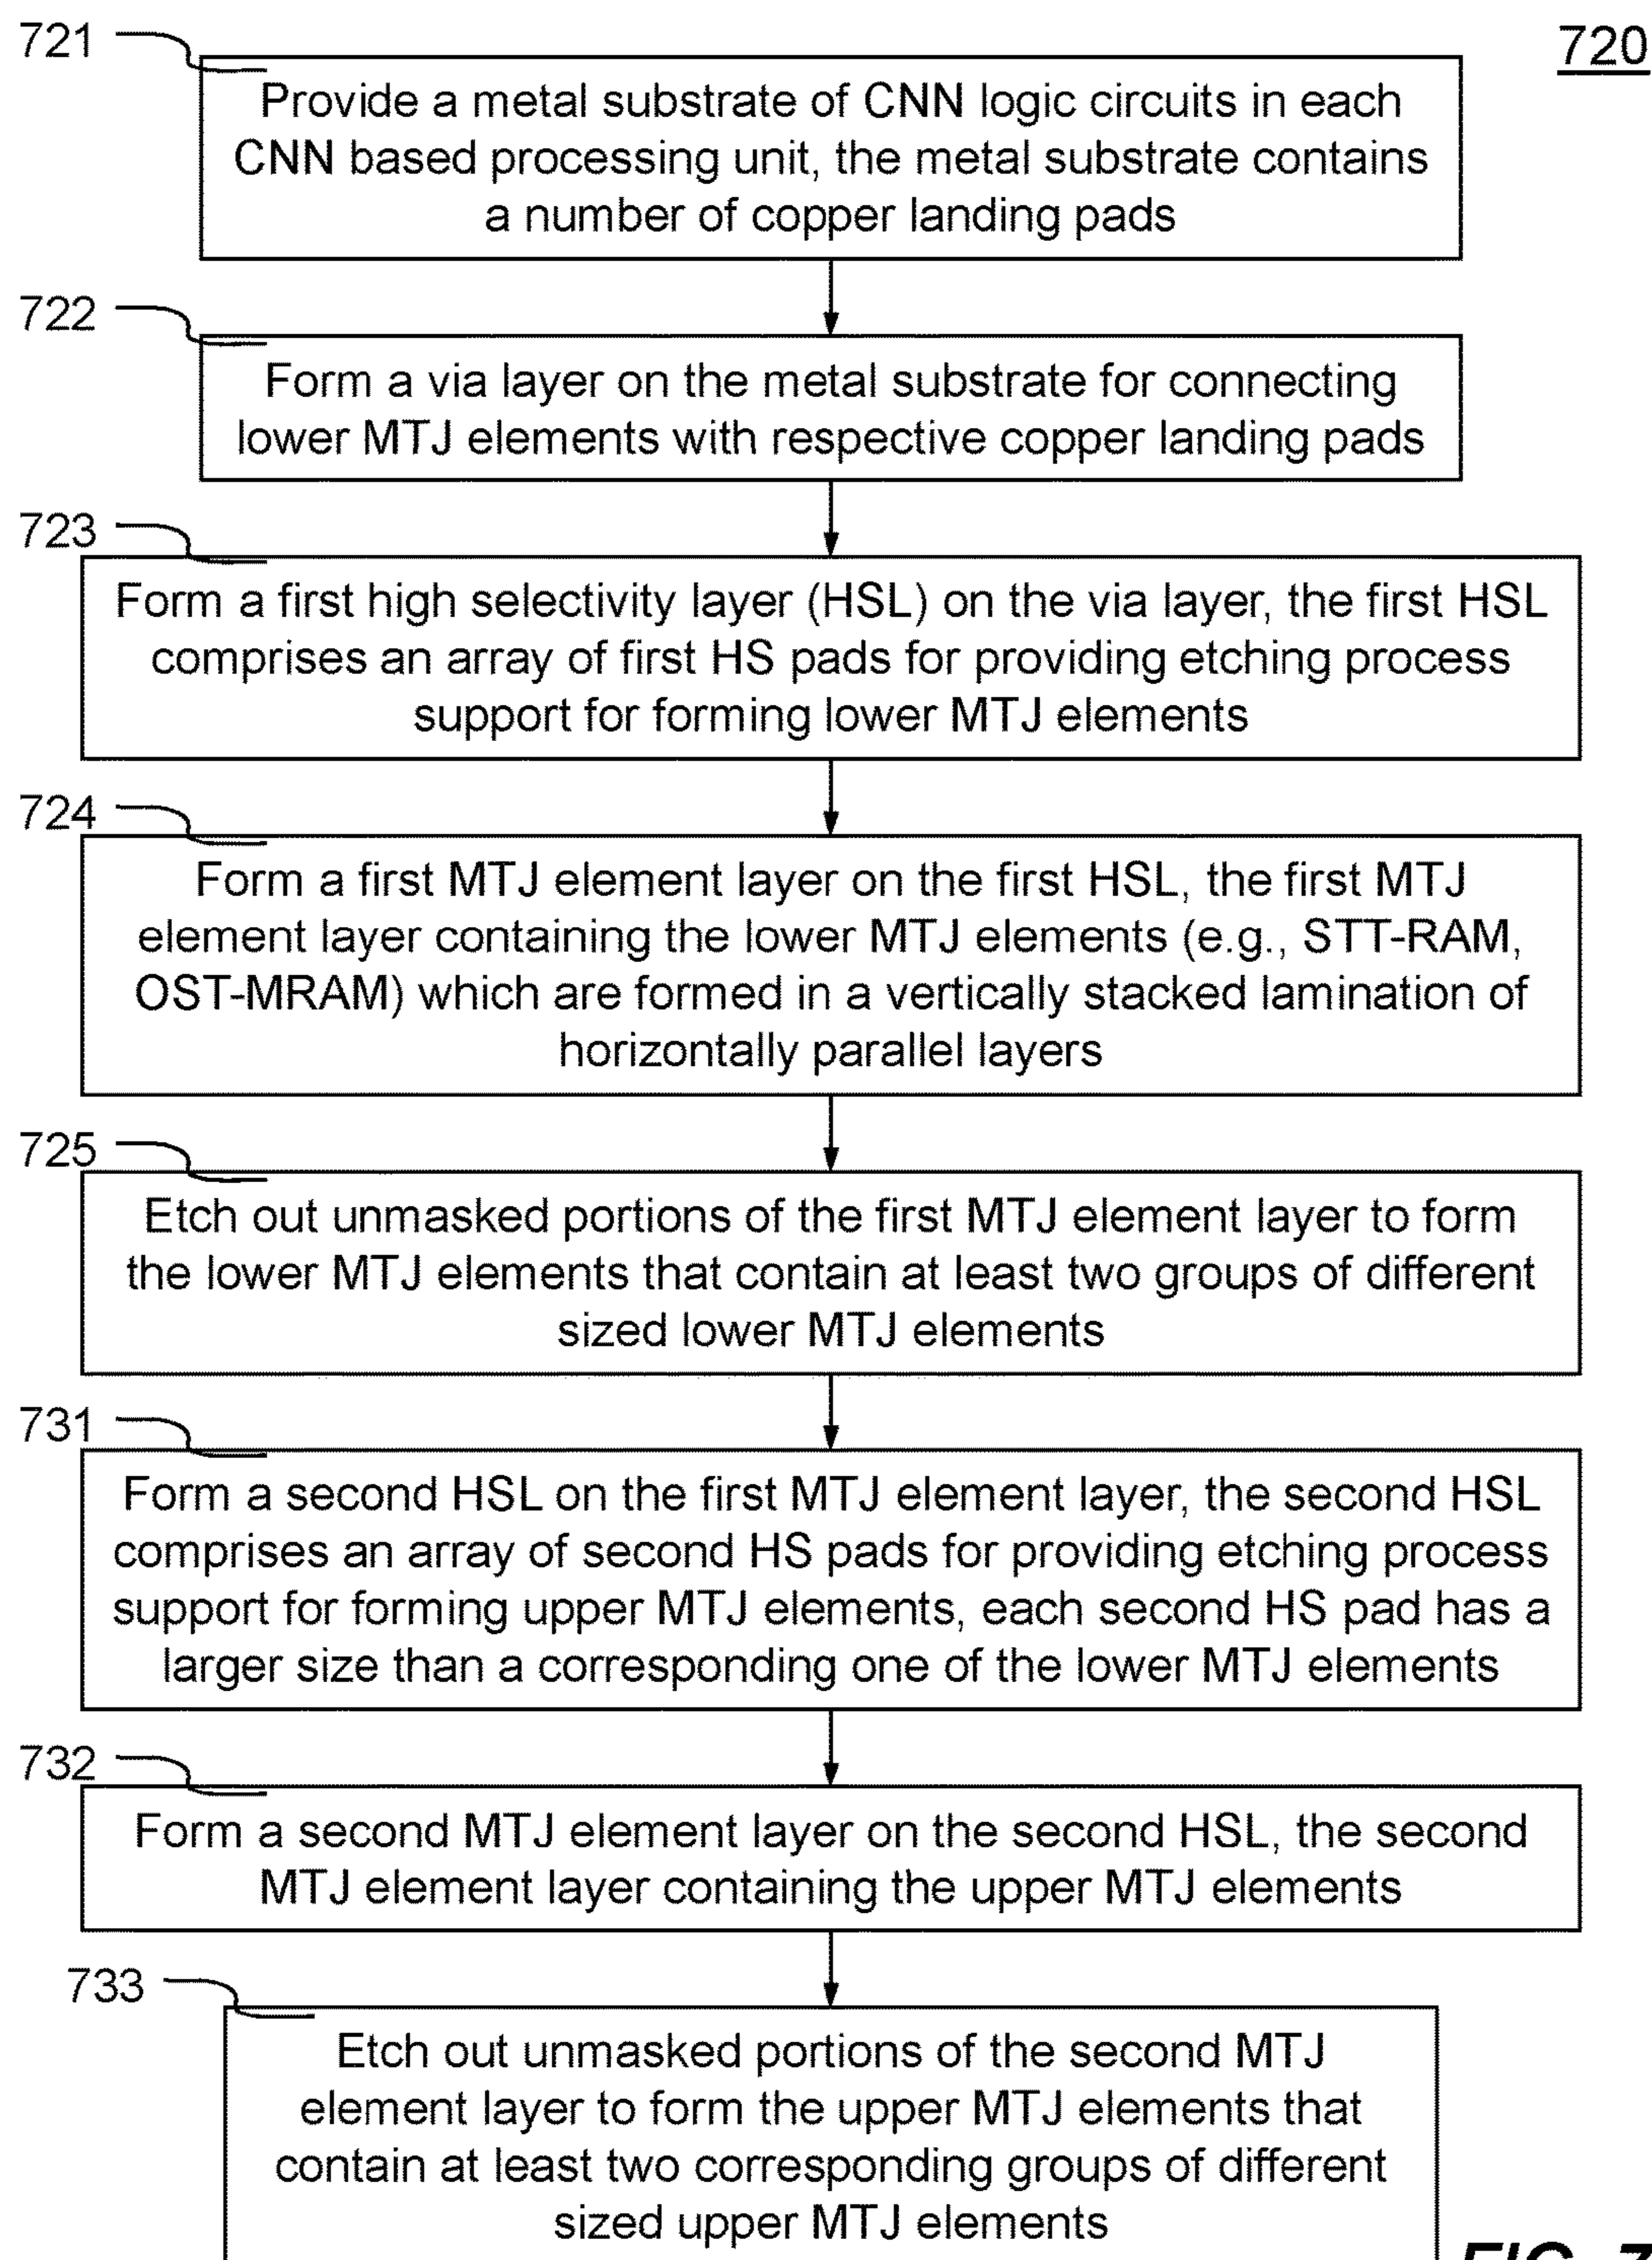 720
721
Provide a metal substrate of CNN logic circuits in each
CNN based processing unit, the metal substrate contains
a number of copper landing pads
722
Form a via layer on the metal substrate for connecting
lower MTJ elements with respective copper landing pads
723
Form a first high selectivity layer (HSL) on the via layer, the first HSL
comprises an array of first HS pads for providing etching process
support for forming lower MTJ elements
724
Form a first MTJ element layer on the first HSL, the first MTJ
element layer containing the lower MTJ elements (e.g., STT-RAM,
OST-MRAM) which are formed in a vertically stacked lamination of
horizontally parallel layers
725
Etch out unmasked portions of the first MTJ element layer to form
the lower MTJ elements that contain at least two groups of different
sized lower MTJ elements
731
Form a second HSL on the first MTJ element layer, the second HSL
comprises an array of second HS pads for providing etching process
support for forming upper MTJ elements, each second HS pad has a
larger size than a corresponding one of the lower MTJ elements
732
Form a second MTJ element layer on the second HSL, the second
MTJ element layer containing the upper MTJ elements
733
Etch out unmasked portions of the second MTJ
element layer to form the upper MTJ elements that
contain at least two corresponding groups of different
sized upper MTJ elements